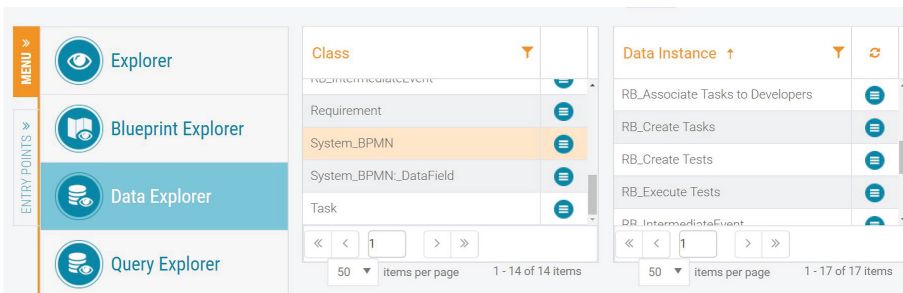 MENU »
ENTRY POINTS »
Explorer
Blueprint Explorer
Data Explorer
Query Explorer
Class
RB_IntermediateEvent
Requirement
System_BPMN
System_BPMN:_DataField
Task
« < 1 > »
50 ▼ items per page 1 - 14 of 14 items
Data Instance ↑
RB_Associate Tasks to Developers
RB_Create Tasks
RB_Create Tests
RB_Execute Tests
RB_IntermediateEvent
« < 1 > »
50 ▼ items per page 1 - 17 of 17 items